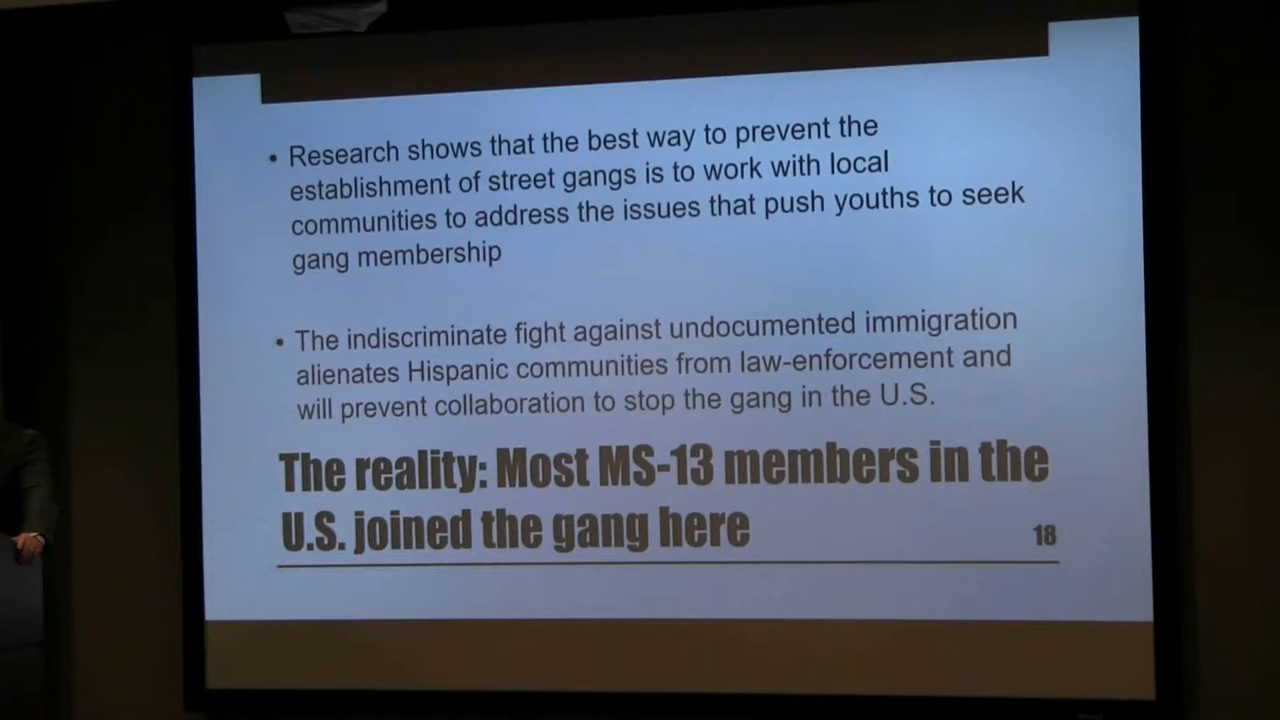 • Research shows that the best way to prevent the
establishment of street gangs is to work with local
communities to address the issues that push youths to seek
gang membership
• The indiscriminate fight against undocumented immigration
alienates Hispanic communities from law-enforcement and
will prevent collaboration to stop the gang in the U.S.
The reality: Most MS-13 members in the
U.S. joined the gang here
18